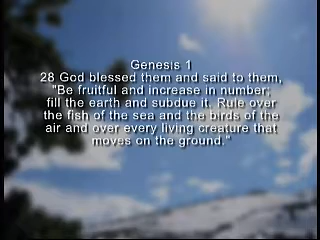 Genesis 1
28 God blessed them and said to them,
"Be fruitful and increase in number;
fill the earth and subdue it. Rule over
the fish of the sea and the birds of the
air and over every living creature that
moves on the ground."